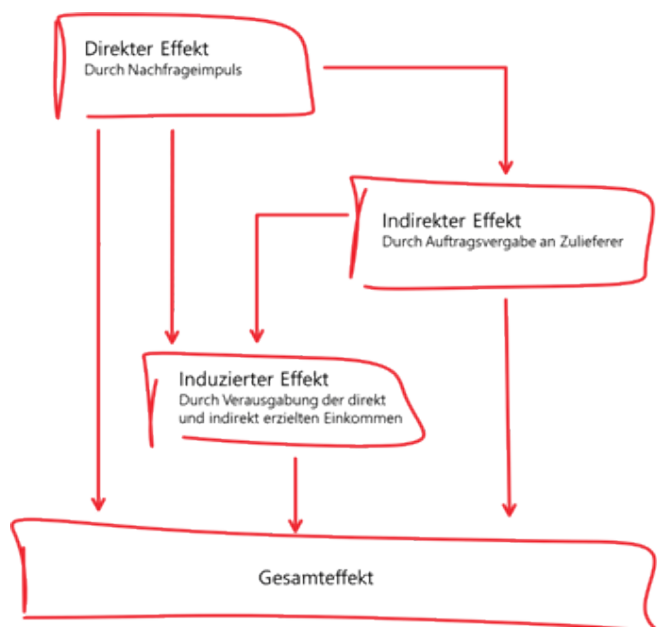 Direkter Effekt
Durch Nachfrageimpuls
Indirekter Effekt
Durch Auftragsvergabe an Zulieferer
Induzierter Effekt
Durch Verausgabung der direkt
und indirekt erzielten Einkommen
Gesamteffekt